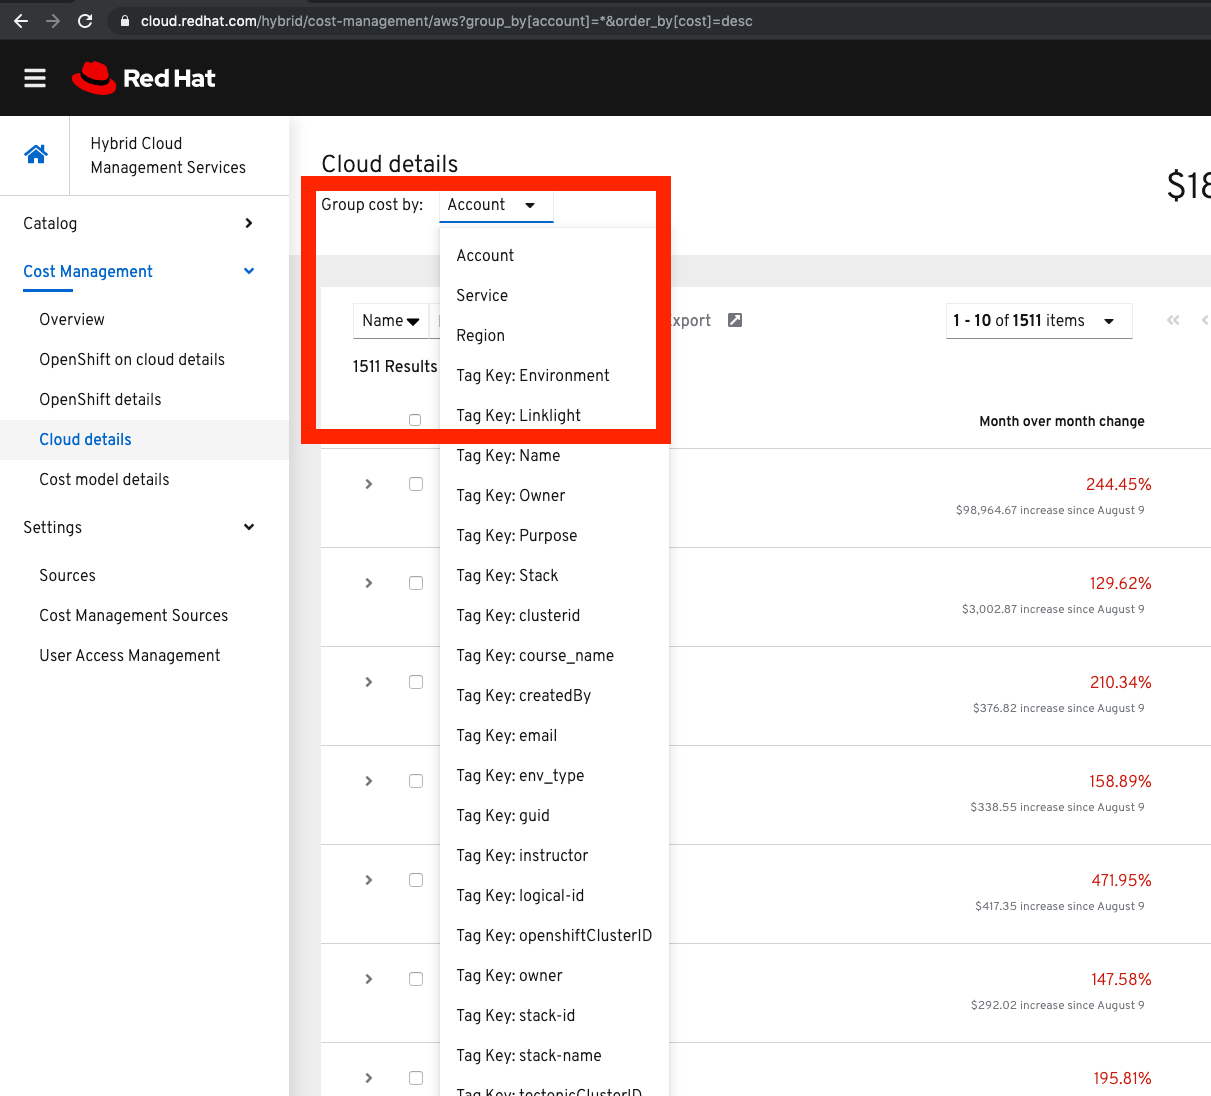 cloud.redhat.com/hybrid/cost-management/aws?group_by[account]=*&order_by[cost]=desc
Red Hat
Hybrid Cloud
Management Services
Catalog
Cost Management
Overview
OpenShift on cloud details
OpenShift details
Cloud details
Cost model details
Settings
Sources
Cost Management Sources
User Access Management
Cloud details
$18
Group cost by: Account
Account
Service
Region
Tag Key: Environment
Tag Key: Linklight
Tag Key: Name
Tag Key: Owner
Tag Key: Purpose
Tag Key: Stack
Tag Key: clusterid
Tag Key: course_name
Tag Key: createdBy
Tag Key: email
Tag Key: env_type
Tag Key: guid
Tag Key: instructor
Tag Key: logical-id
Tag Key: openshiftClusterID
Tag Key: owner
Tag Key: stack-id
Tag Key: stack-name
Tag Key: tectonicClusterID
Name
xport
1 - 10 of 1511 items
1511 Results
Month over month change
244.45%
$98,964.67 increase since August 9
129.62%
$3,002.87 increase since August 9
210.34%
$376.82 increase since August 9
158.89%
$338.55 increase since August 9
471.95%
$417.35 increase since August 9
147.58%
$292.02 increase since August 9
195.81%